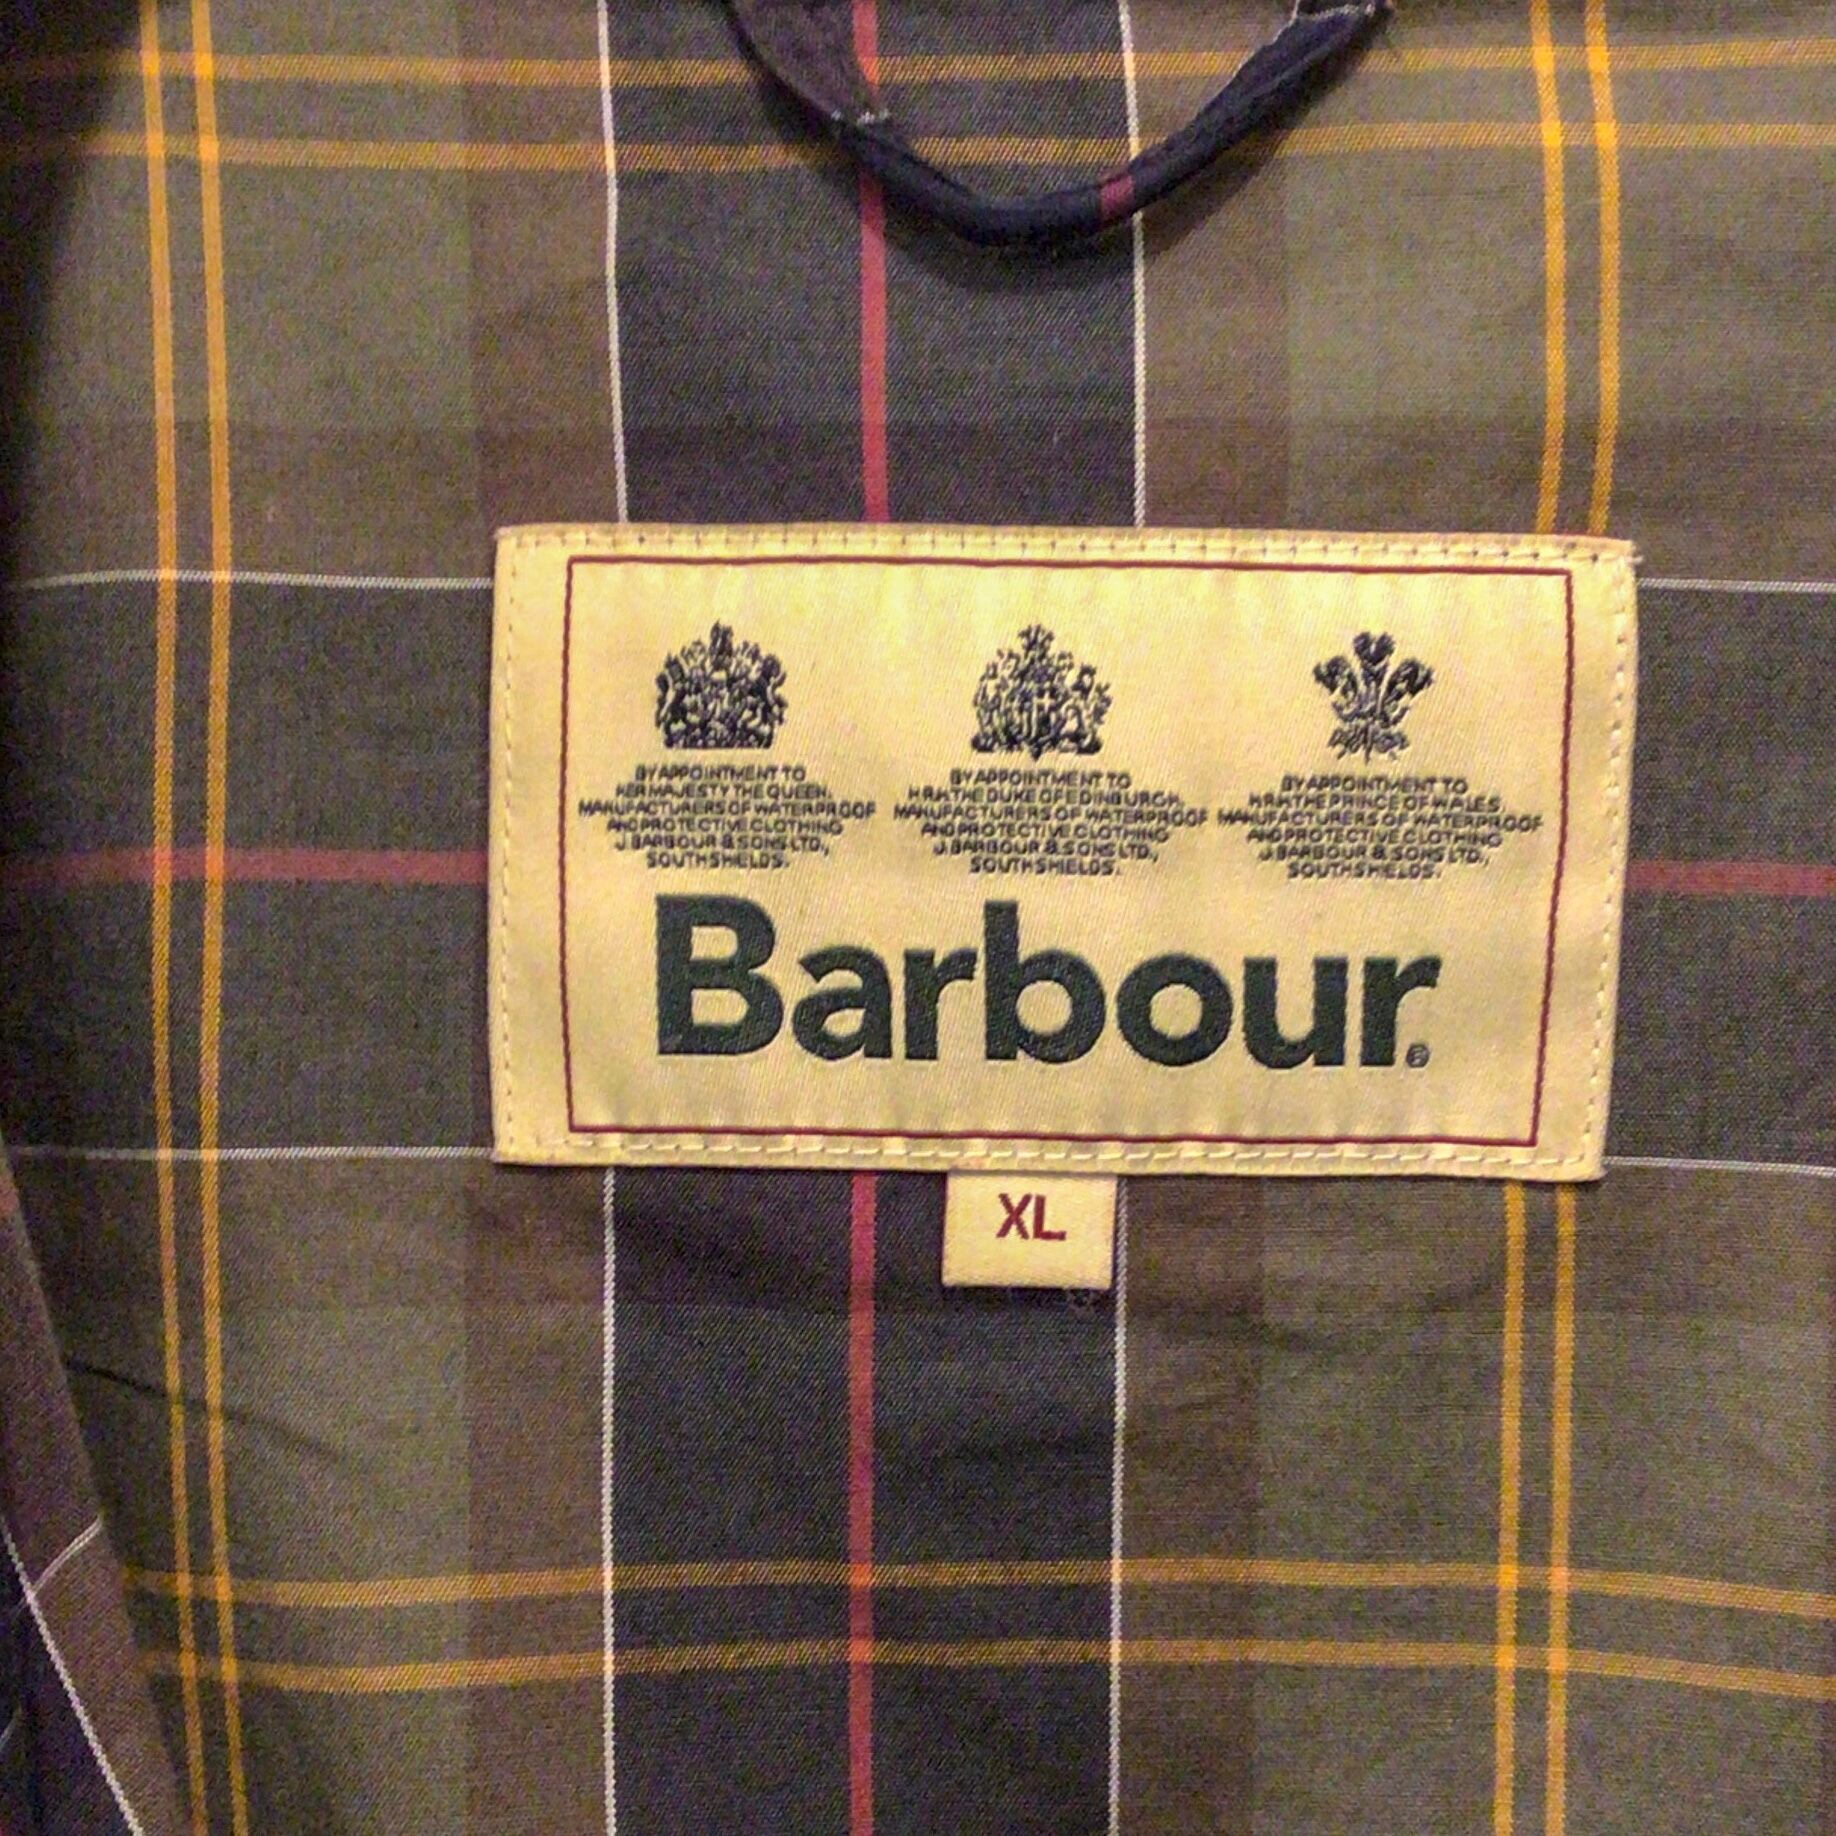 BY APPOINTMENT TO
HER MAJESTY THE QUEEN.
MANUFACTURERS OF WATERPROOF
AND PROTECTIVE CLOTHING
J. BARBOUR & SONS LTD.,
SOUTH SHIELDS.
BY APPOINTMENT TO
H.R.H. THE DUKE OF EDINBURGH.
MANUFACTURERS OF WATERPROOF
AND PROTECTIVE CLOTHING
J. BARBOUR & SONS LTD.,
SOUTH SHIELDS.
BY APPOINTMENT TO
H.R.H. THE PRINCE OF WALES.
MANUFACTURERS OF WATERPROOF
AND PROTECTIVE CLOTHING
J. BARBOUR & SONS LTD.,
SOUTH SHIELDS.
Barbour®
XL